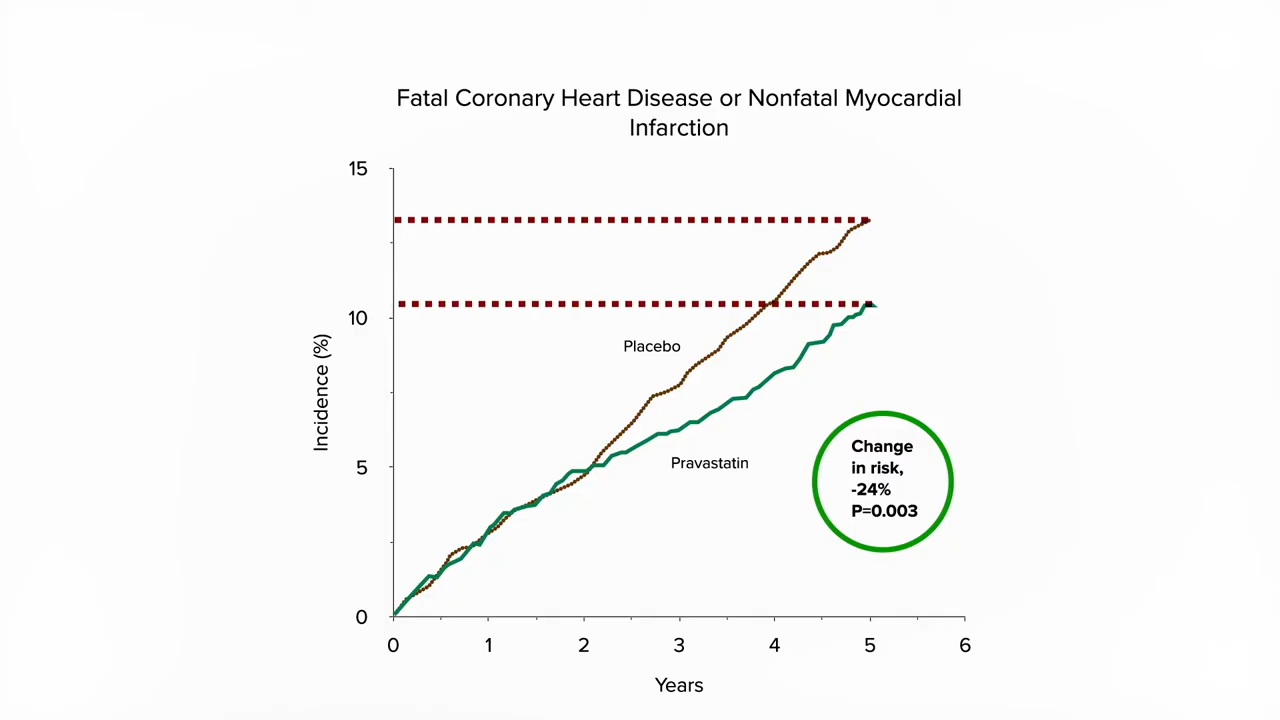 Fatal Coronary Heart Disease or Nonfatal Myocardial
Infarction
15
10
5
0
Incidence (%)
Placebo
Pravastatin
Change
in risk,
-24%
P=0.003
0 1 2 3 4 5 6
Years